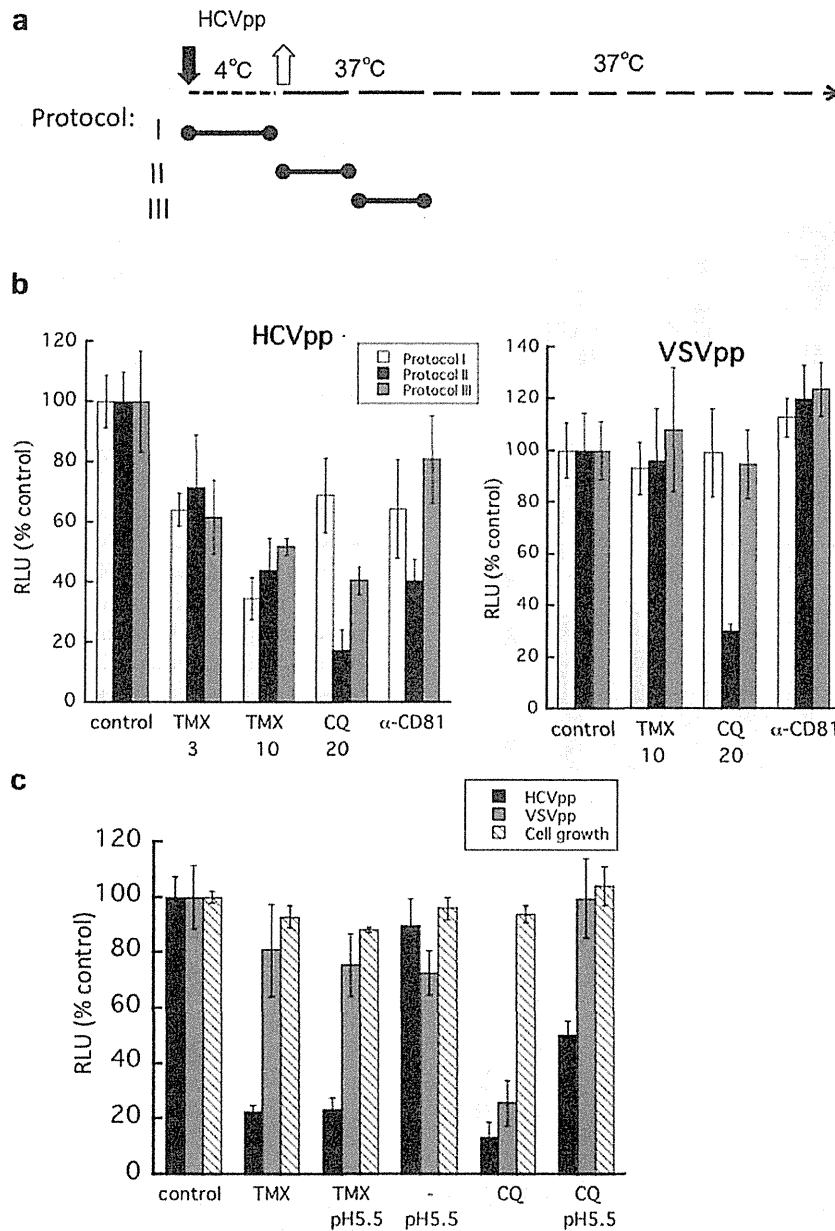 a
HCVpp
4°C
37°C
37°C
Protocol:
I
II
III
b
HCVpp
Protocol I
Protocol II
Protocol III
RLU (% control)
120
100
80
60
40
20
0
control
TMX
3
TMX
10
CQ
20
α-CD81
VSVpp
RLU (% control)
140
120
100
80
60
40
20
0
control
TMX
10
CQ
20
α-CD81
c
HCVpp
VSVpp
Cell growth
RLU (% control)
120
100
80
60
40
20
0
control
TMX
TMX
pH5.5
-
pH5.5
CQ
CQ
pH5.5